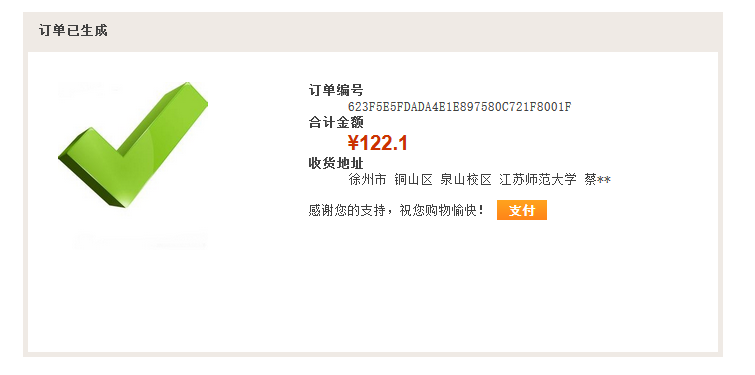 订单已生成
订单编号
623F5E5FDADA4E1E897580C721F8001F
合计金额
¥122.1
收货地址
徐州市 铜山区 泉山校区 江苏师范大学 蔡**
感谢您的支持，祝您购物愉快！ 支付